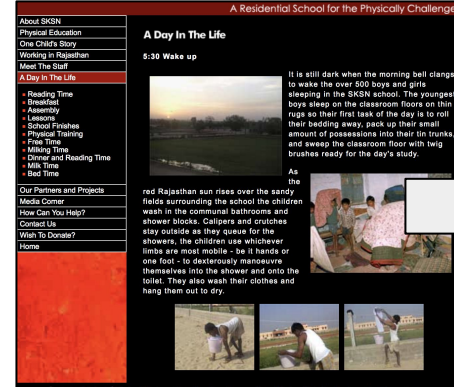 A Residential School for the Physically Challenge
About SKSN
Physical Education
One Child's Story
Working in Rajasthan
Meet The Staff
A Day In The Life
Reading Time
Breakfast
Assembly
Lessons
School Finishes
Physical Training
Free Time
Milking Time
Dinner and Reading Time
Milk Time
Bed Time
Our Partners and Projects
Media Corner
How Can You Help?
Contact Us
Wish To Donate?
Home
A Day In The Life
5:30 Wake up
It is still dark when the morning bell clangs
to wake the over 500 boys and girls
sleeping in the SKSN school. The youngest
boys sleep on the classroom floors on thin
rugs so their first task of the day is to roll
their bedding away, pack up their small
amount of possessions into their tin trunks,
and sweep the classroom floor with twig
brushes ready for the day's study.
As
the
red Rajasthan sun rises over the sandy
fields surrounding the school the children
wash in the communal bathrooms and
shower blocks. Calipers and crutches
stay outside as they queue for the
showers, the children use whichever
limbs are most mobile - be it hands or
one foot - to dexterously manoeuvre
themselves into the shower and onto the
toilet. They also wash their clothes and
hang them out to dry.